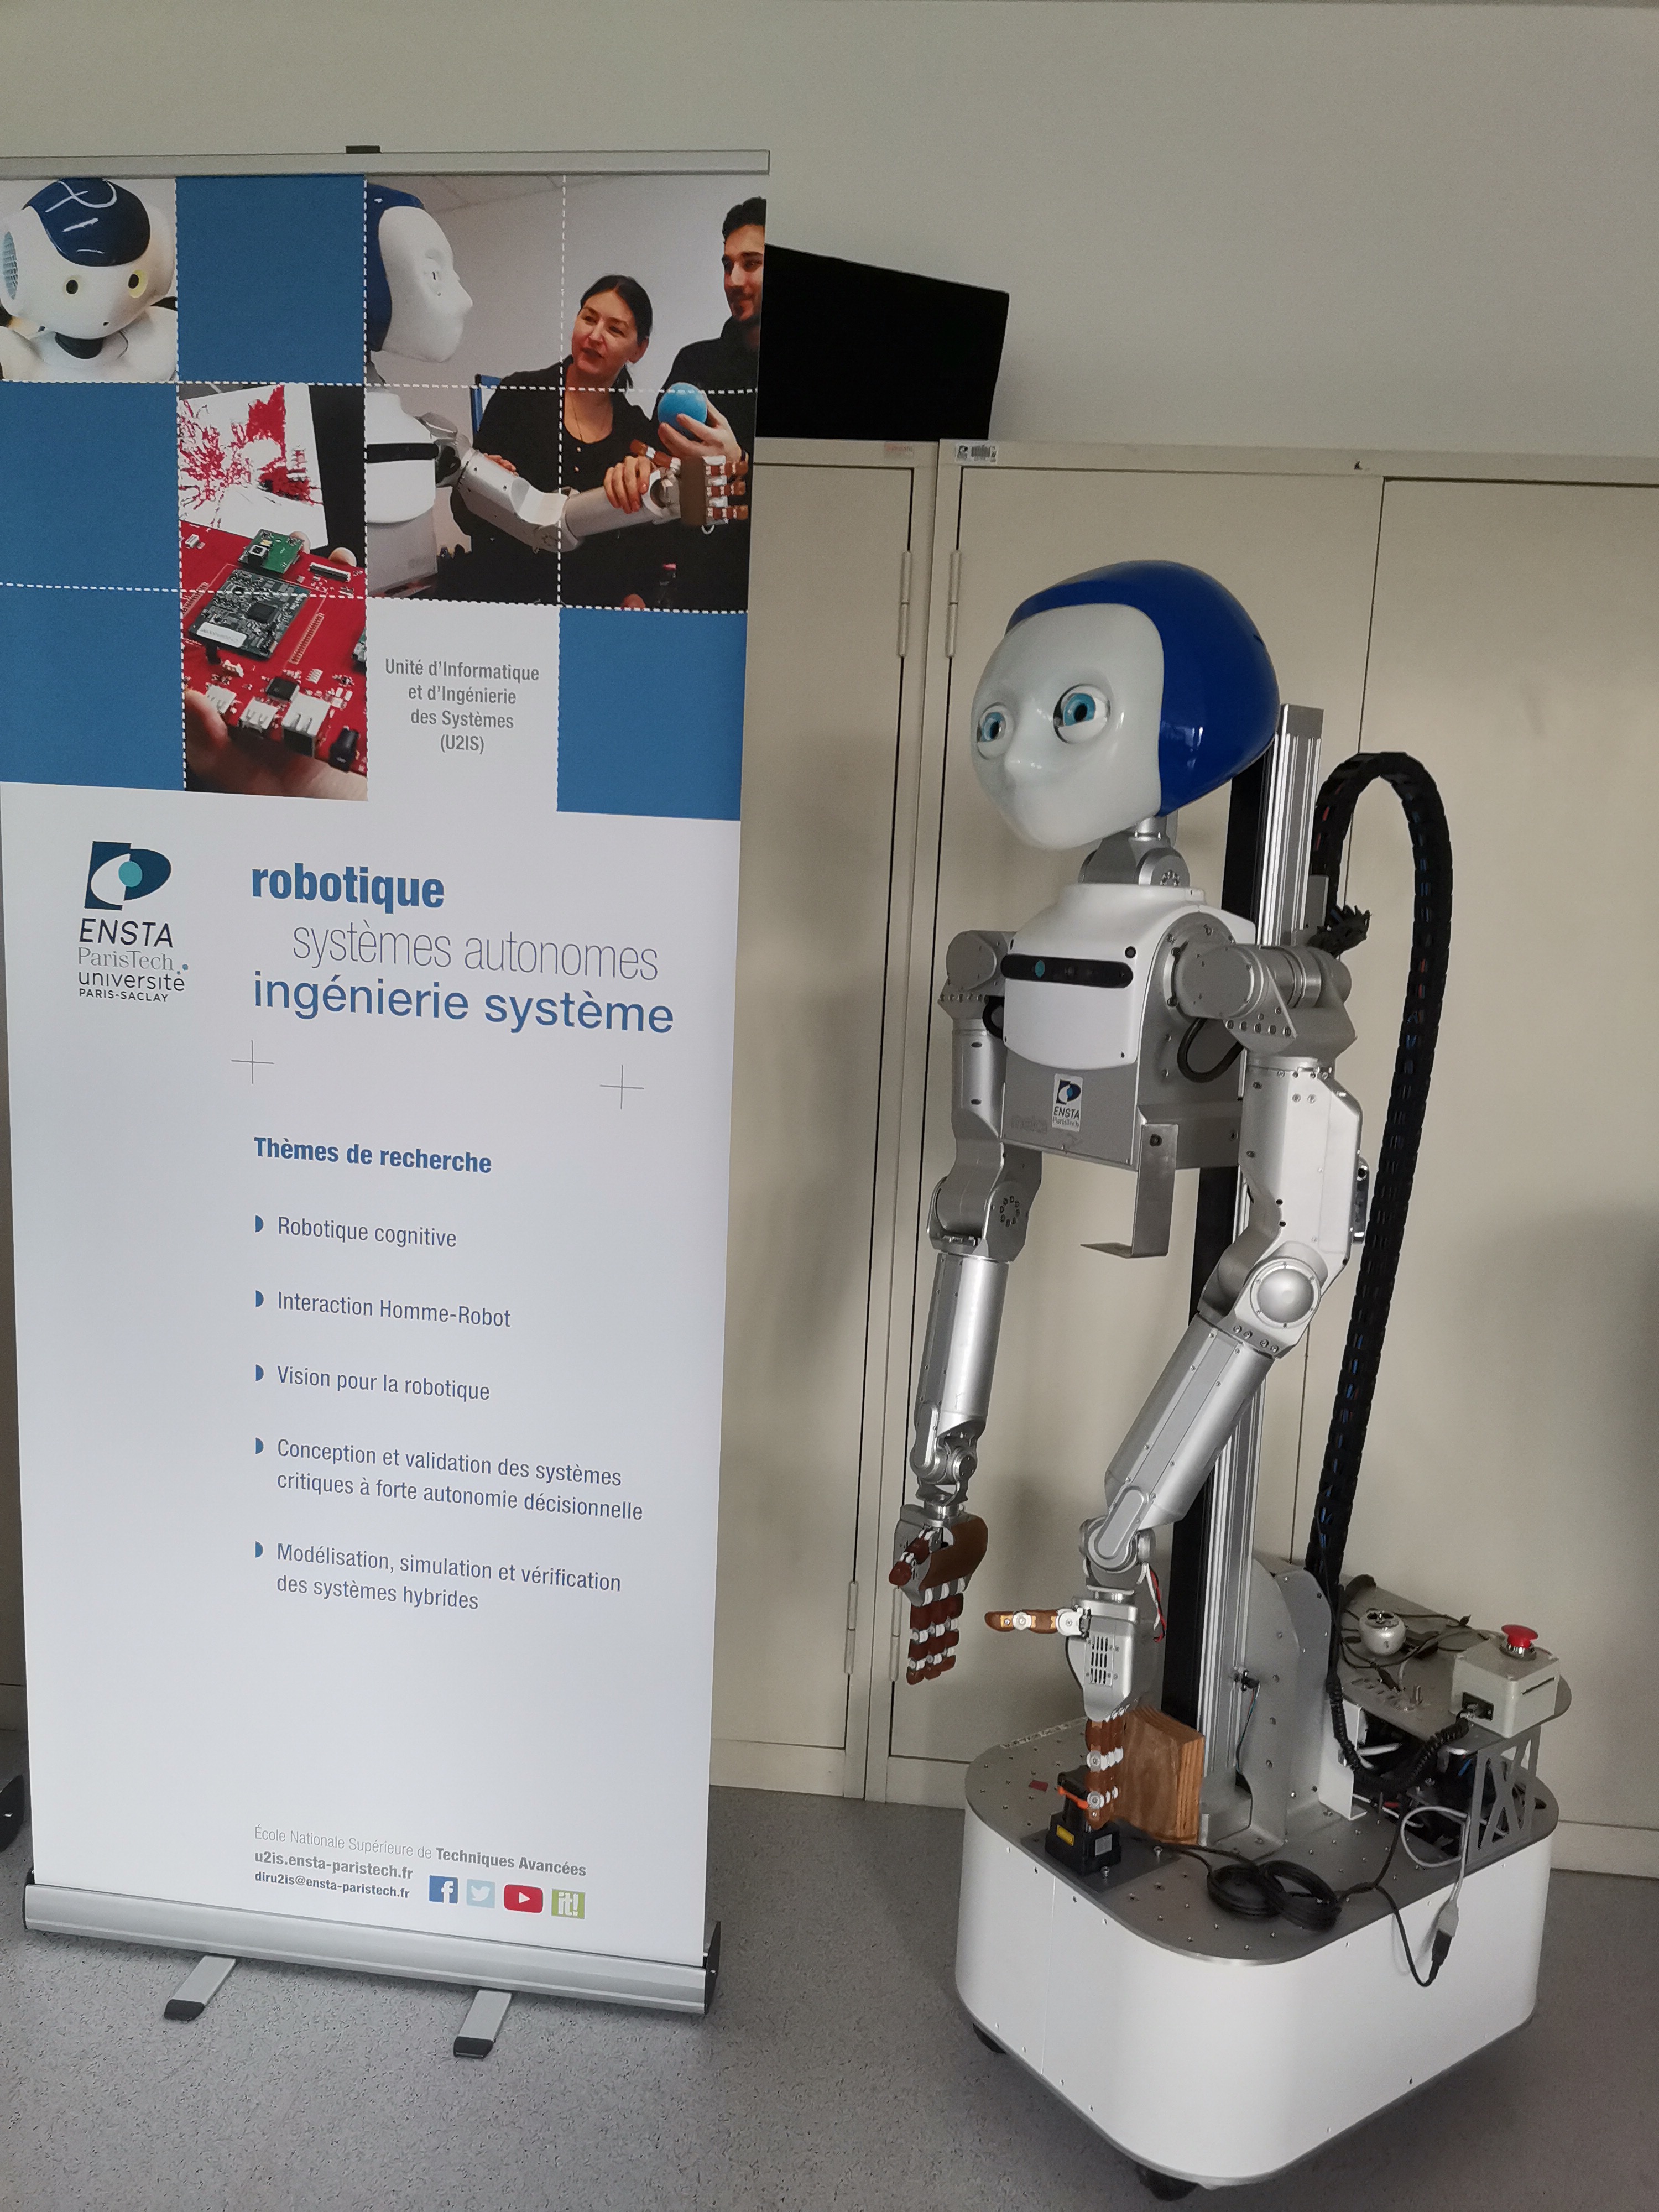 Unité d'Informatique
et d'Ingénierie
des Systèmes
(U2IS)
ENSTA
ParisTech
université
PARIS-SACLAY
robotique
systèmes autonomes
ingénierie système
Thèmes de recherche
Robotique cognitive
Interaction Homme-Robot
Vision pour la robotique
Conception et validation des systèmes
critiques à forte autonomie décisionnelle
Modélisation, simulation et vérification
des systèmes hybrides
École Nationale Supérieure de Techniques Avancées
u2is.ensta-paristech.fr
diru2is@ensta-paristech.fr
it!
ENSTA
ParisTech